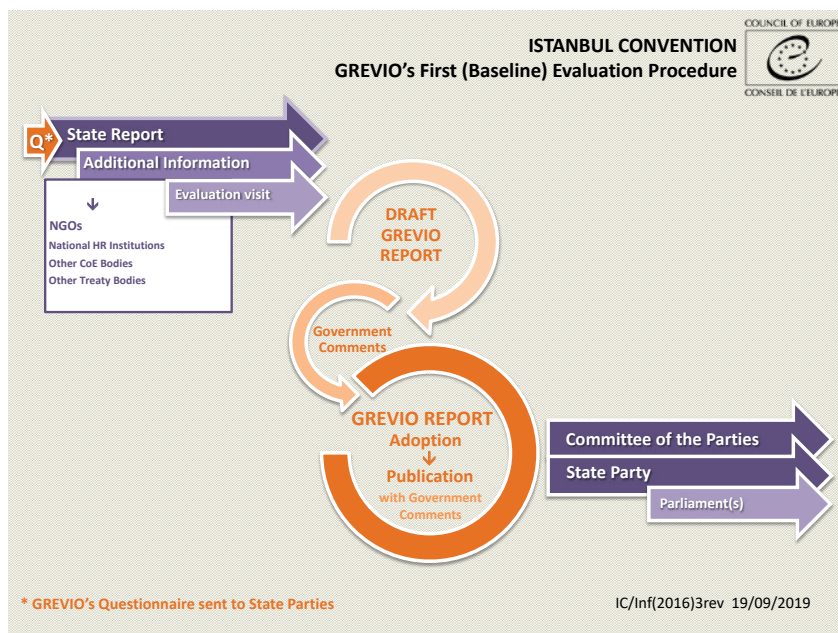 COUNCIL OF EUROPE
CONSEIL DE L'EUROPE
ISTANBUL CONVENTION
GREVIO's First (Baseline) Evaluation Procedure
Q*
State Report
Additional Information
Evaluation visit
NGOs
National HR Institutions
Other CoE Bodies
Other Treaty Bodies
DRAFT
GREVIO
REPORT
Government
Comments
GREVIO REPORT
Adoption
Publication
with Government
Comments
Committee of the Parties
State Party
Parliament(s)
* GREVIO's Questionnaire sent to State Parties
IC/Inf(2016)3rev 19/09/2019